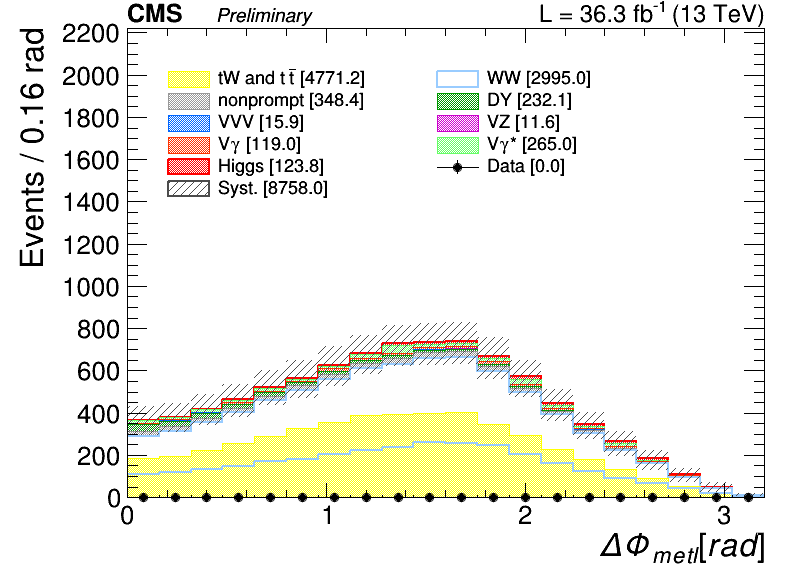 CMS Preliminary L = 36.3 fb⁻¹ (13 TeV)
Events / 0.16 rad
2200
2000
1800
1600
1400
1200
1000
800
600
400
200
0
tW and t t̄ [4771.2]
nonprompt [348.4]
VVV [15.9]
Vγ [119.0]
Higgs [123.8]
Syst. [8758.0]
WW [2995.0]
DY [232.1]
VZ [11.6]
Vγ* [265.0]
Data [0.0]
0 1 2 3
ΔΦmetl[rad]